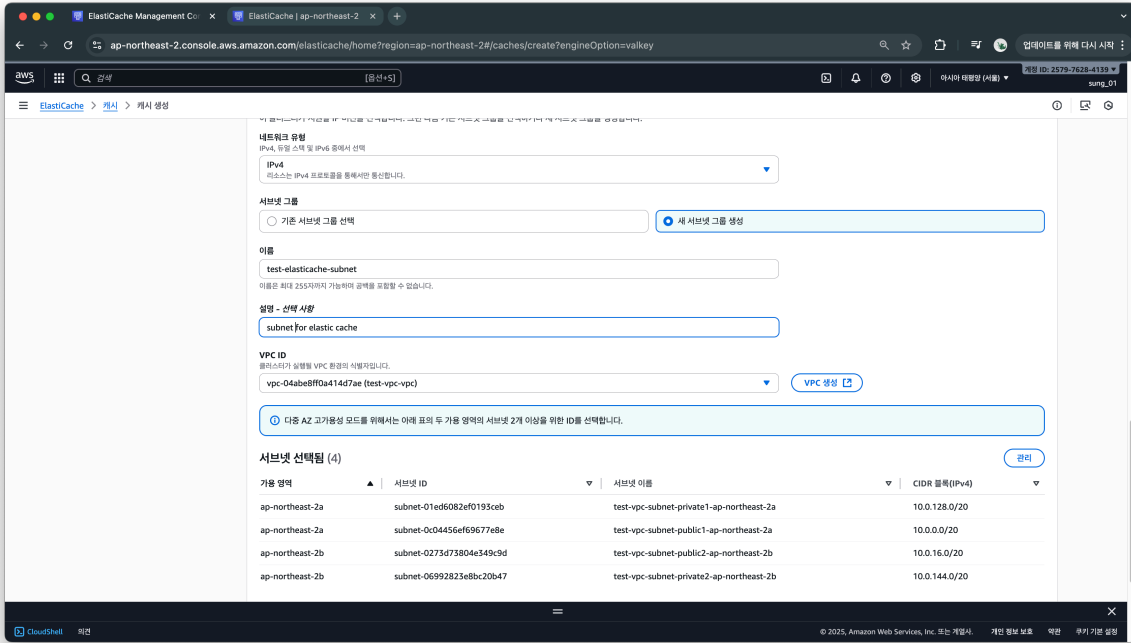 ElastiCache Management Co
ElastiCache | ap-northeast-2
ap-northeast-2.console.aws.amazon.com/elasticache/home?region=ap-northeast-2#/caches/create?engineOption=valkey
업데이트를 위해 다시 시작
aws
검색
[옵션+S]
아시아 태평양 (서울)
계정 ID: 2579-7628-4139
sung_01
ElastiCache > 캐시 > 캐시 생성
네트워크 유형
IPv4, 듀얼 스택 및 IPv6 중에서 선택
IPv4
리소스는 IPv4 프로토콜을 통해서만 통신합니다.
서브넷 그룹
기존 서브넷 그룹 선택
새 서브넷 그룹 생성
이름
test-elasticache-subnet
이름은 최대 255자까지 가능하며 공백을 포함할 수 없습니다.
설명 - 선택 사항
subnet for elastic cache
VPC ID
클러스터가 실행될 VPC 환경의 식별자입니다.
vpc-04abe8ff0a414d7ae (test-vpc-vpc)
VPC 생성
다중 AZ 고가용성 모드를 위해서는 아래 표의 두 가용 영역의 서브넷 2개 이상을 위한 ID를 선택합니다.
서브넷 선택됨 (4)
관리
가용 영역 서브넷 ID 서브넷 이름 CIDR 블록(IPv4)
ap-northeast-2a subnet-01ed6082ef0193ceb test-vpc-subnet-private1-ap-northeast-2a 10.0.128.0/20
ap-northeast-2a subnet-0c04456ef69677e8e test-vpc-subnet-public1-ap-northeast-2a 10.0.0.0/20
ap-northeast-2b subnet-0273d73804e349c9d test-vpc-subnet-public2-ap-northeast-2b 10.0.16.0/20
ap-northeast-2b subnet-06992823e8bc20b47 test-vpc-subnet-private2-ap-northeast-2b 10.0.144.0/20
CloudShell 의견
© 2025, Amazon Web Services, Inc. 또는 계열사. 개인 정보 보호 약관 쿠키 기본 설정